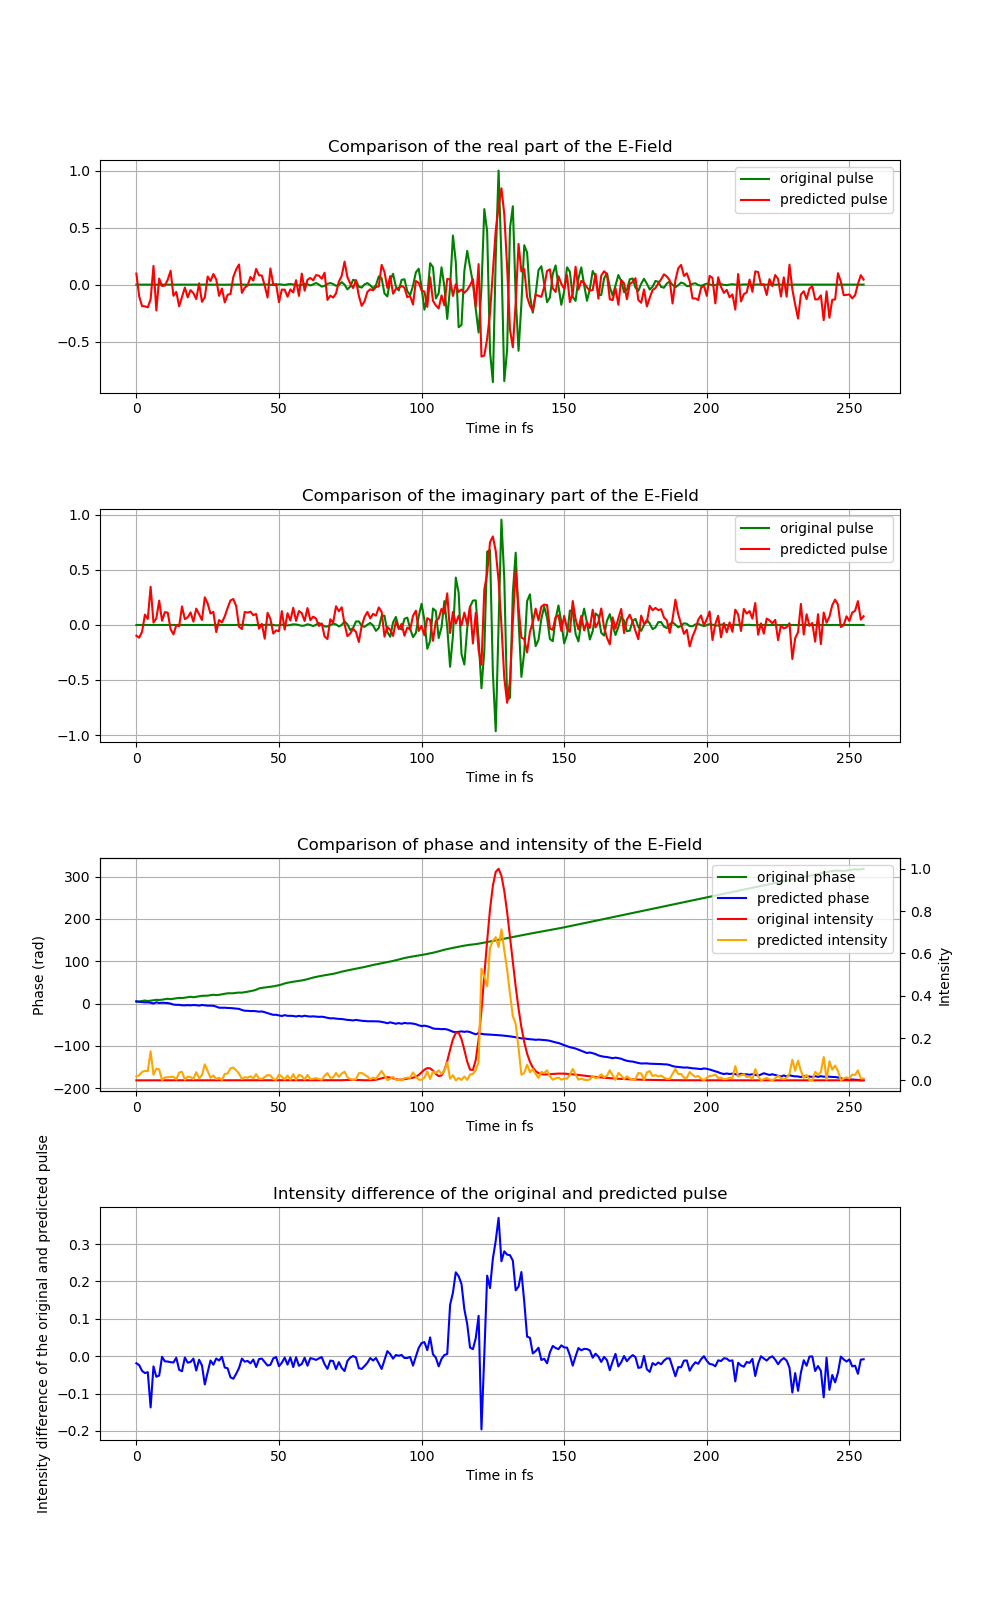 Comparison of the real part of the E-Field
1.0
0.5
0.0
−0.5
original pulse
predicted pulse
0 50 100 150 200 250
Time in fs
Comparison of the imaginary part of the E-Field
1.0
0.5
0.0
−0.5
−1.0
original pulse
predicted pulse
0 50 100 150 200 250
Time in fs
Comparison of phase and intensity of the E-Field
Phase (rad)
300
200
100
0
−100
−200
original phase
predicted phase
original intensity
predicted intensity
1.0
0.8
0.6
0.4
0.2
0.0
Intensity
0 50 100 150 200 250
Time in fs
Intensity difference of the original and predicted pulse
Intensity difference of the original and predicted pulse
0.3
0.2
0.1
0.0
−0.1
−0.2
0 50 100 150 200 250
Time in fs